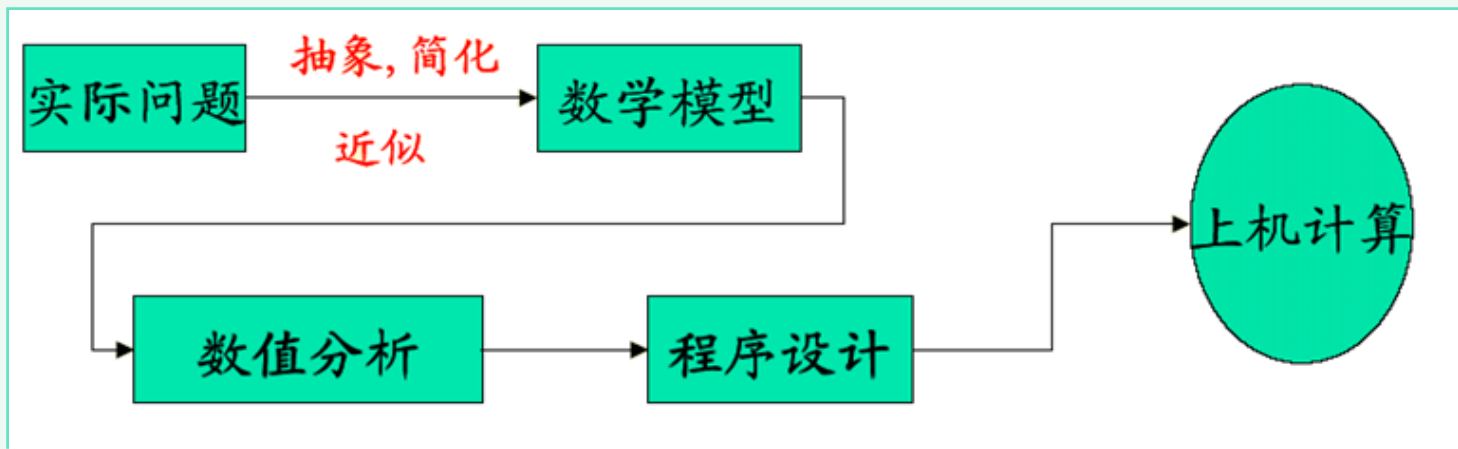 实际问题
抽象, 简化
近似
数学模型
上机计算
数值分析
程序设计